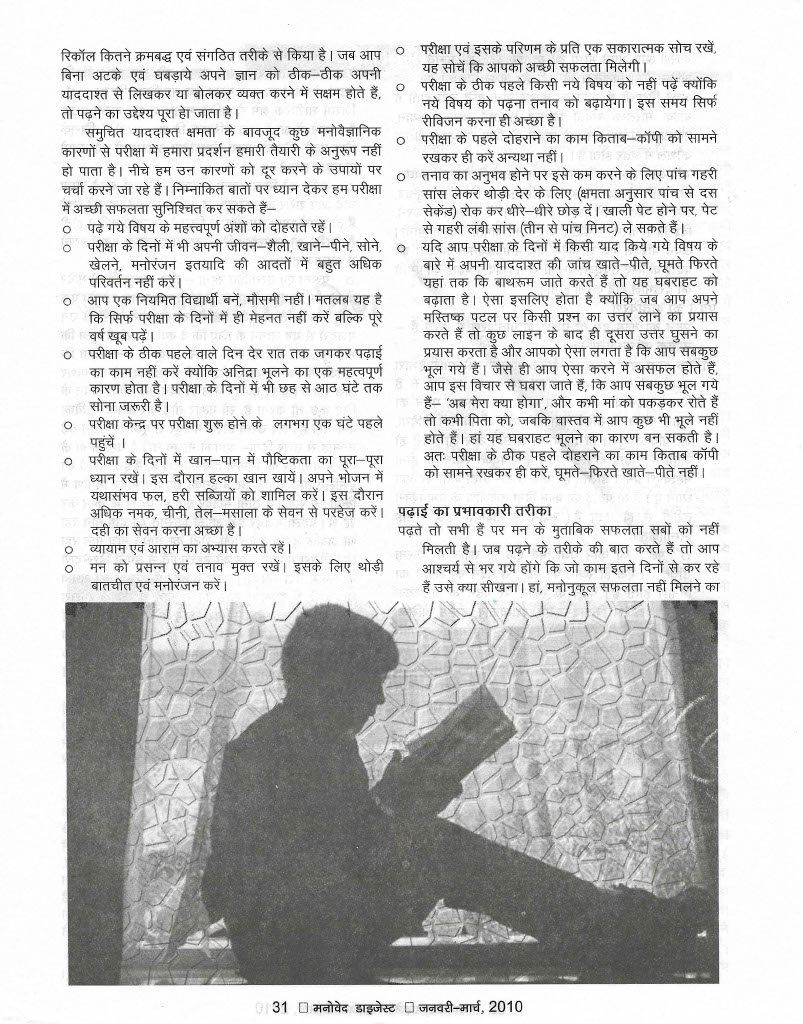 रिकॉल कितने क्रमबद्ध एवं संगठित तरीके से किया है। जब आप
बिना अटके एवं घबड़ाये अपने ज्ञान को ठीक–ठीक अपनी
याददाश्त से लिखकर या बोलकर व्यक्त करने में सक्षम होते हैं,
तो पढ़ने का उद्देश्य पूरा हेा जाता है।
समुचित याददाश्त क्षमता के बावजूद कुछ मनोवैज्ञानिक
कारणों से परीक्षा में हमारा प्रदर्शन हमारी तैयारी के अनुरूप नहीं
हो पाता है। नीचे हम उन कारणों को दूर करने के उपायों पर
चर्चा करने जा रहे हैं। निम्नांकित बातों पर ध्यान देकर हम परीक्षा
में अच्छी सफलता सुनिश्चित कर सकते हैं–
o पढ़े गये विषय के महत्त्वपूर्ण अंशों को दोहराते रहें।
o परीक्षा के दिनों में भी अपनी जीवन–शैली, खाने–पीने, सोने,
खेलने, मनोरंजन इतयादि की आदतों में बहुत अधिक
परिवर्तन नहीं करें।
o आप एक नियमित विद्यार्थी बनें, मौसमी नहीं। मतलब यह है
कि सिर्फ परीक्षा के दिनों में ही मेहनत नहीं करें बल्कि पूरे
वर्ष खूब पढ़ें।
o परीक्षा के ठीक पहले वाले दिन देर रात तक जगकर पढ़ाई
का काम नहीं करें क्योंकि अनिद्रा भूलने का एक महत्वपूर्ण
कारण होता है। परीक्षा के दिनों में भी छह से आठ घंटे तक
सोना जरूरी है।
o परीक्षा केन्द्र पर परीक्षा शुरू होने के लगभग एक घंटे पहले
पहुंचें ।
o परीक्षा के दिनों में खान–पान में पौष्टिकता का पूरा–पूरा
ध्यान रखें। इस दौरान हल्का खान खायें। अपने भोजन में
यथासंभव फल, हरी सब्जियों को शामिल करें। इस दौरान
अधिक नमक, चीनी, तेल–मसाला के सेवन से परहेज करें।
दही का सेवन करना अच्छा है।
o व्यायाम एवं आराम का अभ्यास करते रहें।
o मन को प्रसन्न एवं तनाव मुक्त रखें। इसके लिए थोड़ी
बातचीत एवं मनोरंजन करें।
o परीक्षा एवं इसके परिणम के प्रति एक सकारात्मक सोच रखें,
यह सोचें कि आपको अच्छी सफलता मिलेगी।
o परीक्षा के ठीक पहले किसी नये विषय को नहीं पढ़ें क्योंकि
नये विषय को पढ़ना तनाव को बढ़ायेगा। इस समय सिर्फ
रीविजन करना ही अच्छा है।
o परीक्षा के पहले दोहराने का काम किताब–कॉपी को सामने
रखकर ही करें अन्यथा नहीं।
o तनाव का अनुभव होने पर इसे कम करने के लिए पांच गहरी
सांस लेकर थोड़ी देर के लिए (क्षमता अनुसार पांच से दस
सेकेंड) रोक कर धीरे–धीरे छोड़ दें। खाली पेट होने पर, पेट
से गहरी लंबी सांस (तीन से पांच मिनट) ले सकते हैं।
o यदि आप परीक्षा के दिनों में किसी याद किये गये विषय के
बारे में अपनी याददाश्त की जांच खाते–पीते, घूमते फिरते
यहां तक कि बाथरूम जाते करते हैं तो यह घबराहट को
बढ़ाता है। ऐसा इसलिए होता है क्योंकि जब आप अपने
मस्तिष्क पटल पर किसी प्रश्न का उत्तर लाने का प्रयास
करते हैं तो कुछ लाइन के बाद ही दूसरा उत्तर घुसने का
प्रयास करता है और आपको ऐसा लगता है कि आप सबकुछ
भूल गये हैं। जैसे ही आप ऐसा करने में असफल होते हैं,
आप इस विचार से घबरा जाते हैं, कि आप सबकुछ भूल गये
हैं– 'अब मेरा क्या होगा', और कभी मां को पकड़कर रोते हैं
तो कभी पिता को, जबकि वास्तव में आप कुछ भी भूले नहीं
होते हैं। हां यह घबराहट भूलने का कारण बन सकती है।
अतः परीक्षा के ठीक पहले दोहराने का काम किताब कॉपी
को सामने रखकर ही करें, घूमते–फिरते खाते–पीते नहीं।
पढ़ाई का प्रभावकारी तरीका
पढ़ते तो सभी हैं पर मन के मुताबिक सफलता सबों को नहीं
मिलती है। जब पढ़ने के तरीके की बात करते हैं तो आप
आश्चर्य से भर गये होंगे कि जो काम इतने दिनों से कर रहे
हैं उसे क्या सीखना। हां, मनोनुकूल सफलता नहीं मिलने का
31 □ मनोवेद डाइजेस्ट □ जनवरी–मार्च, 2010